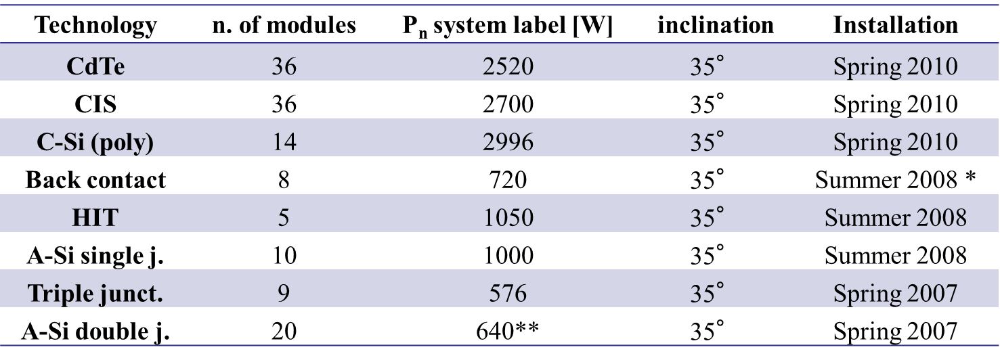 Technology n. of modules Pn system label [W] inclination Installation
CdTe 36 2520 35° Spring 2010
CIS 36 2700 35° Spring 2010
C-Si (poly) 14 2996 35° Spring 2010
Back contact 8 720 35° Summer 2008 *
HIT 5 1050 35° Summer 2008
A-Si single j. 10 1000 35° Summer 2008
Triple junct. 9 576 35° Spring 2007
A-Si double j. 20 640** 35° Spring 2007